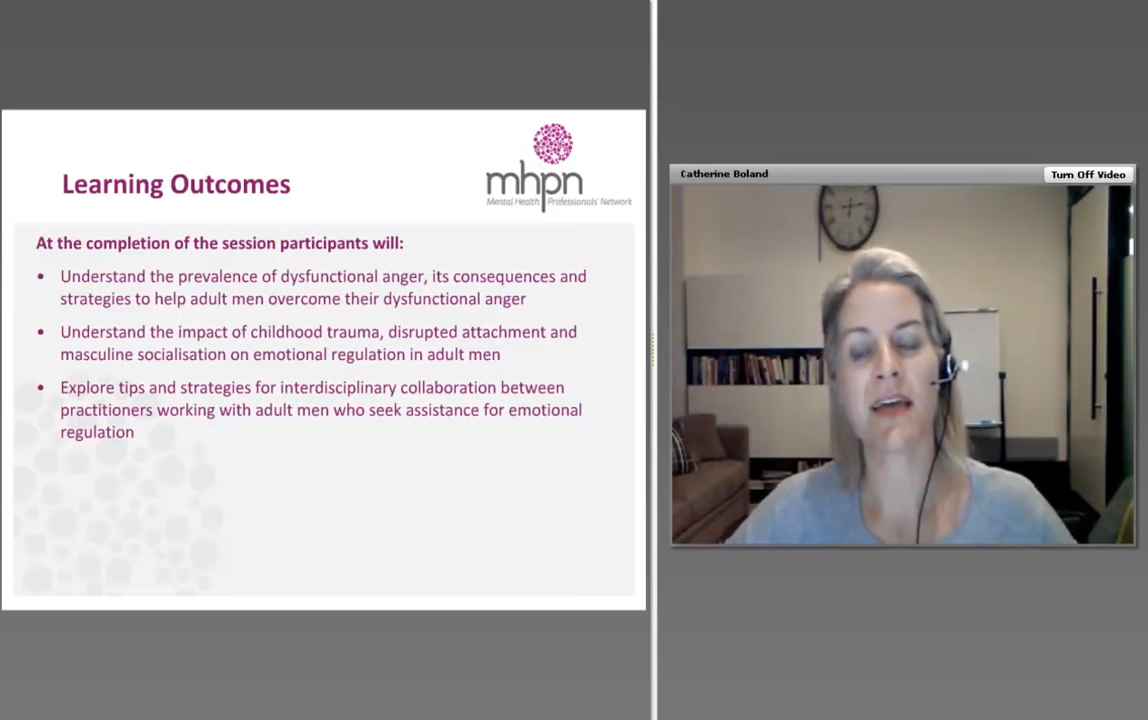 Learning Outcomes
mhpn
Mental Health Professionals' Network
At the completion of the session participants will:
• Understand the prevalence of dysfunctional anger, its consequences and
strategies to help adult men overcome their dysfunctional anger
• Understand the impact of childhood trauma, disrupted attachment and
masculine socialisation on emotional regulation in adult men
• Explore tips and strategies for interdisciplinary collaboration between
practitioners working with adult men who seek assistance for emotional
regulation
Catherine Boland
Turn Off Video